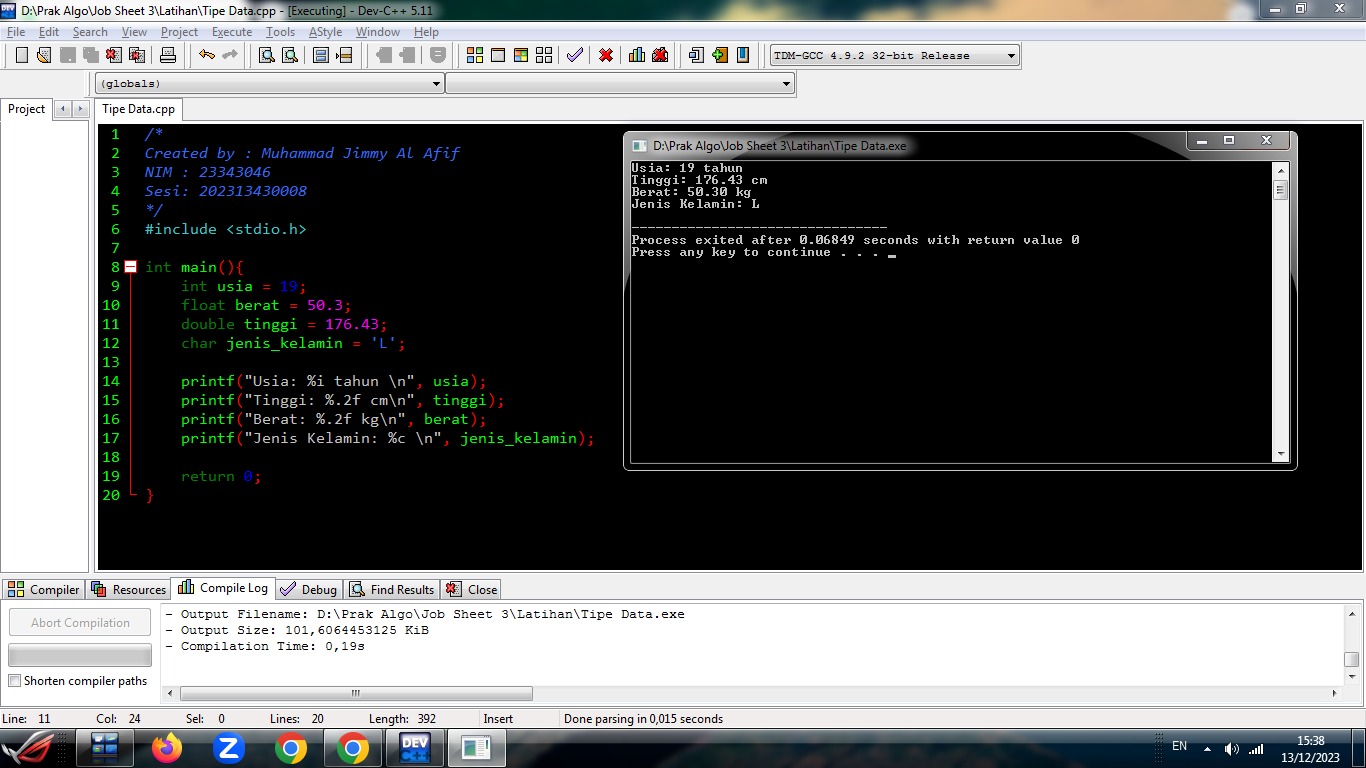 D:\Prak Algo\Job Sheet 3\Latihan\Tipe Data.cpp - [Executing] - Dev-C++ 5.11
File Edit Search View Project Execute Tools AStyle Window Help
TDM-GCC 4.9.2 32-bit Release
(globals)
Project
Tipe Data.cpp
1 /*
2 Created by : Muhammad Jimmy Al Afif
3 NIM : 23343046
4 Sesi: 202313430008
5 */
6 #include <stdio.h>
7
8 int main(){
9 int usia = 19;
10 float berat = 50.3;
11 double tinggi = 176.43;
12 char jenis_kelamin = 'L';
13
14 printf("Usia: %i tahun \n", usia);
15 printf("Tinggi: %.2f cm\n", tinggi);
16 printf("Berat: %.2f kg\n", berat);
17 printf("Jenis Kelamin: %c \n", jenis_kelamin);
18
19 return 0;
20 }
D:\Prak Algo\Job Sheet 3\Latihan\Tipe Data.exe
Usia: 19 tahun
Tinggi: 176.43 cm
Berat: 50.30 kg
Jenis Kelamin: L
--------------------------------
Process exited after 0.06849 seconds with return value 0
Press any key to continue . . . _
Compiler Resources Compile Log Debug Find Results Close
Abort Compilation
Shorten compiler paths
- Output Filename: D:\Prak Algo\Job Sheet 3\Latihan\Tipe Data.exe
- Output Size: 101,6064453125 KiB
- Compilation Time: 0,19s
Line: 11 Col: 24 Sel: 0 Lines: 20 Length: 392 Insert Done parsing in 0,015 seconds
Z
DEV
C++
EN
15:38
13/12/2023